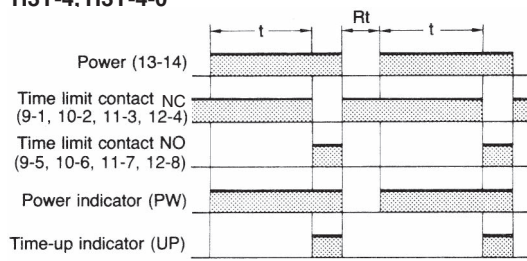 H3Y-4, H3Y-4-0
t
Rt
t
Power (13-14)
Time limit contact NC
(9-1, 10-2, 11-3, 12-4)
Time limit contact NO
(9-5, 10-6, 11-7, 12-8)
Power indicator (PW)
Time-up indicator (UP)